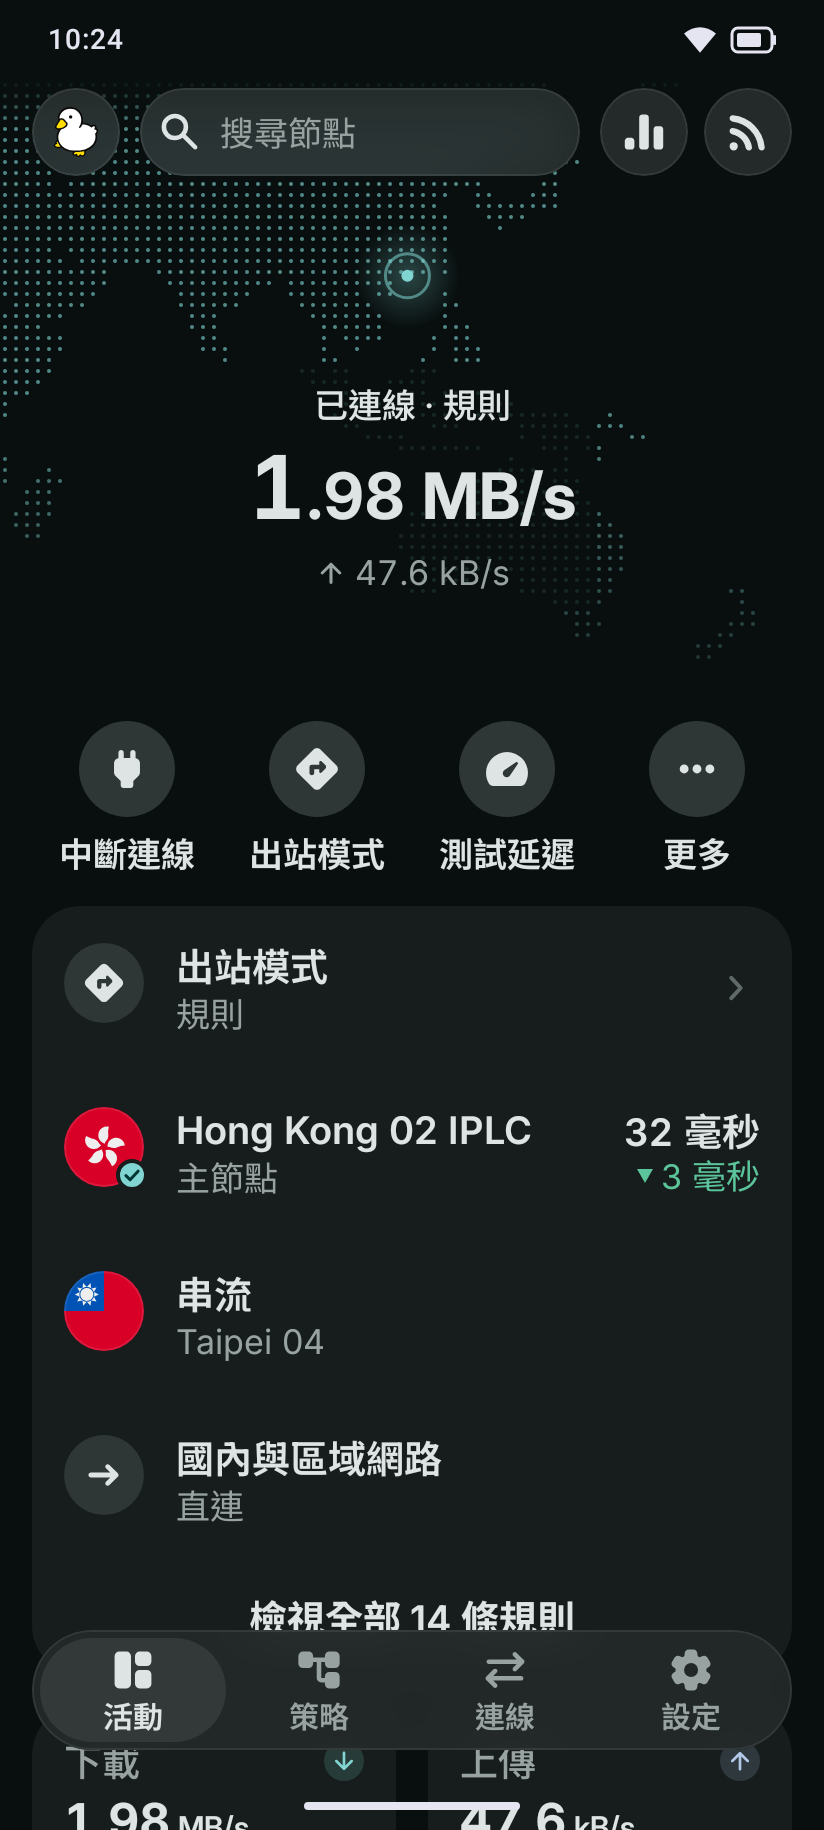 10:24
搜尋節點
已連線 · 規則
1.98 MB/s
↑ 47.6 kB/s
中斷連線
出站模式
測試延遲
更多
出站模式
規則
Hong Kong 02 IPLC
32 毫秒
主節點
▼3 毫秒
串流
Taipei 04
國內與區域網路
直連
檢視全部 14 條規則
活動
策略
連線
設定
下載
上傳
1.98 MB/s
47.6 kB/s